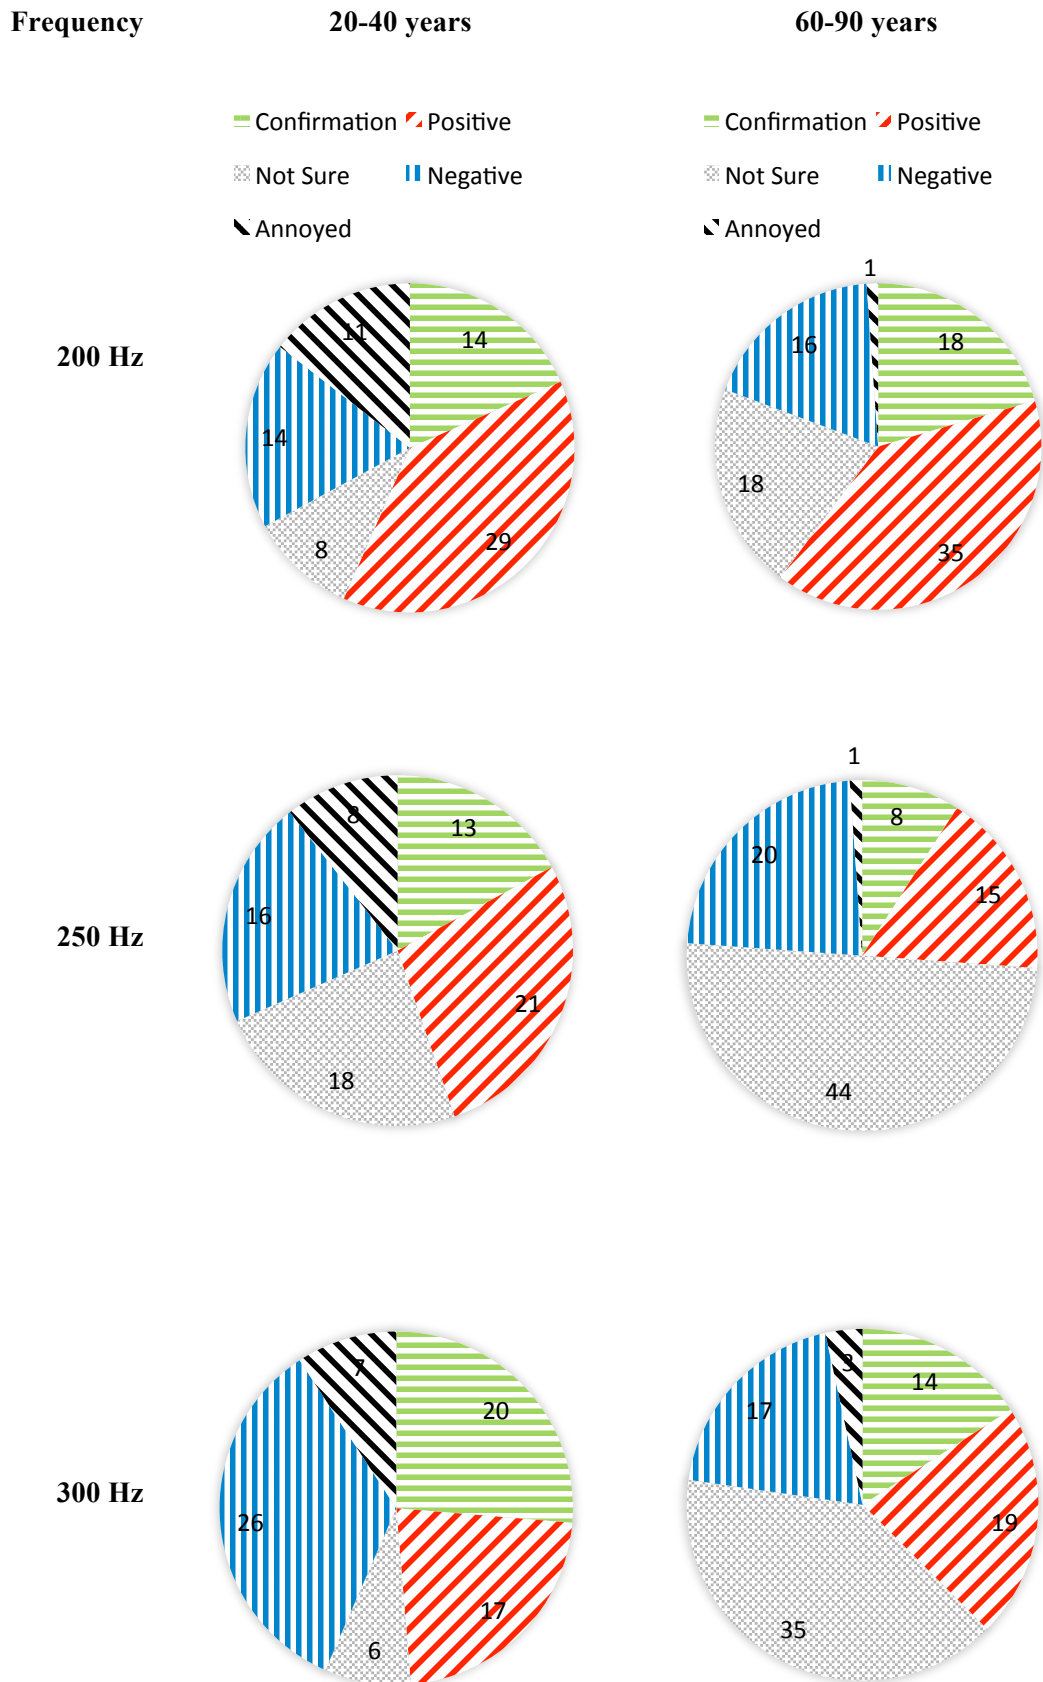 Frequency 20-40 years 60-90 years
Confirmation Positive Confirmation Positive
Not Sure Negative Not Sure Negative
Annoyed Annoyed
200 Hz
11 14 14 8 29
1 16 18 18 35
250 Hz
8 13 16 21 18
1 8 20 15 44
300 Hz
7 20 26 17 6
3 14 17 19 35